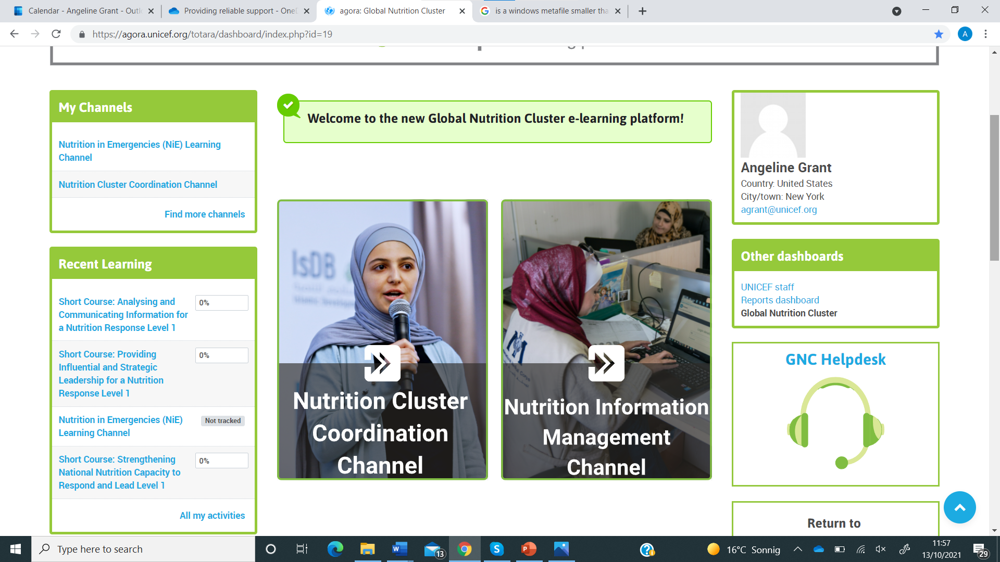 Calendar - Angeline Grant - Outl
Providing reliable support - OneD
agora: Global Nutrition Cluster
is a windows metafile smaller tha
https://agora.unicef.org/totara/dashboard/index.php?id=19
A
My Channels
Nutrition in Emergencies (NiE) Learning
Channel
Nutrition Cluster Coordination Channel
Find more channels
Recent Learning
Short Course: Analysing and
Communicating Information for
a Nutrition Response Level 1
0%
Short Course: Providing
Influential and Strategic
Leadership for a Nutrition
Response Level 1
0%
Nutrition in Emergencies (NiE)
Learning Channel
Not tracked
Short Course: Strengthening
National Nutrition Capacity to
Respond and Lead Level 1
0%
All my activities
Welcome to the new Global Nutrition Cluster e-learning platform!
IsDB
Nutrition Cluster
Coordination
Channel
Nutrition Information
Management
Channel
Angeline Grant
Country: United States
City/town: New York
agrant@unicef.org
Other dashboards
UNICEF staff
Reports dashboard
Global Nutrition Cluster
GNC Helpdesk
Return to
Type here to search
13
16°C Sonnig
11:57
13/10/2021
29